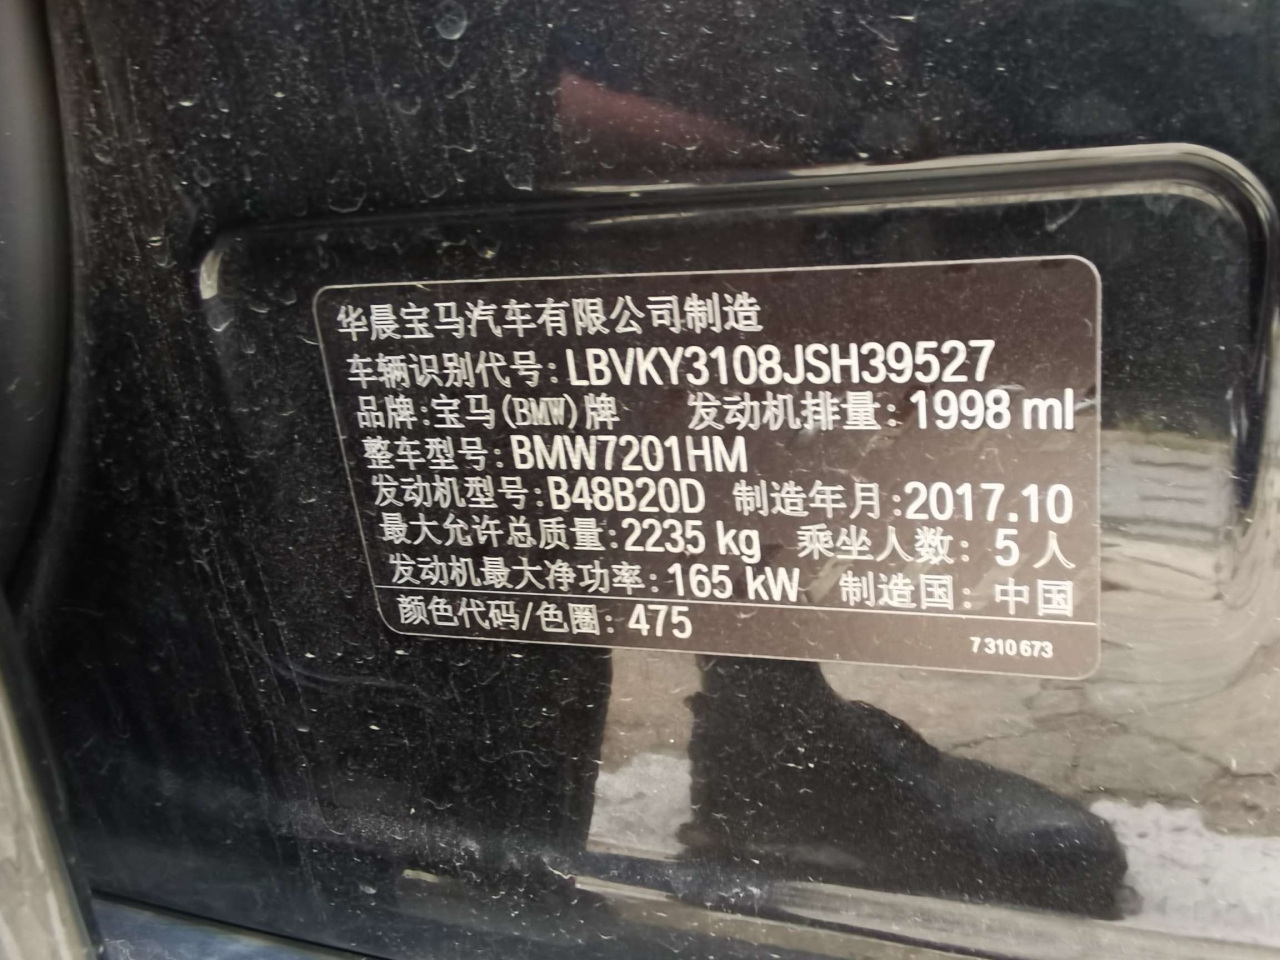 华晨宝马汽车有限公司制造
车辆识别代号:LBVKY3108JSH39527
品牌:宝马(BMW)牌 发动机排量:1998 ml
整车型号:BMW7201HM
发动机型号:B48B20D 制造年月:2017.10
最大允许总质量:2235 kg 乘坐人数: 5 人
发动机最大净功率:165 kW 制造国: 中国
颜色代码/色圈: 475
7 310 673